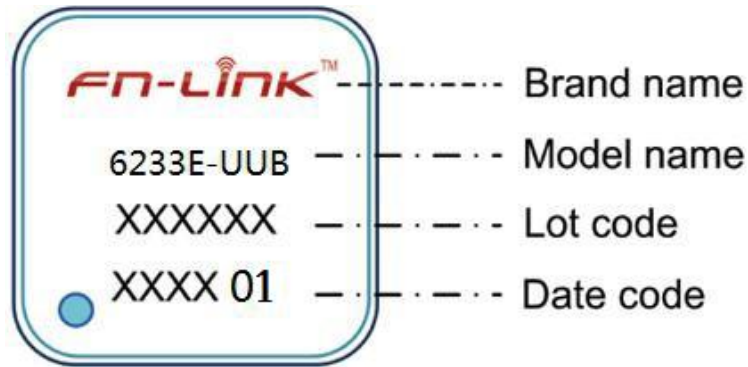 Fn-Link™ Brand name
6233E-UUB Model name
XXXXXX Lot code
XXXX 01 Date code